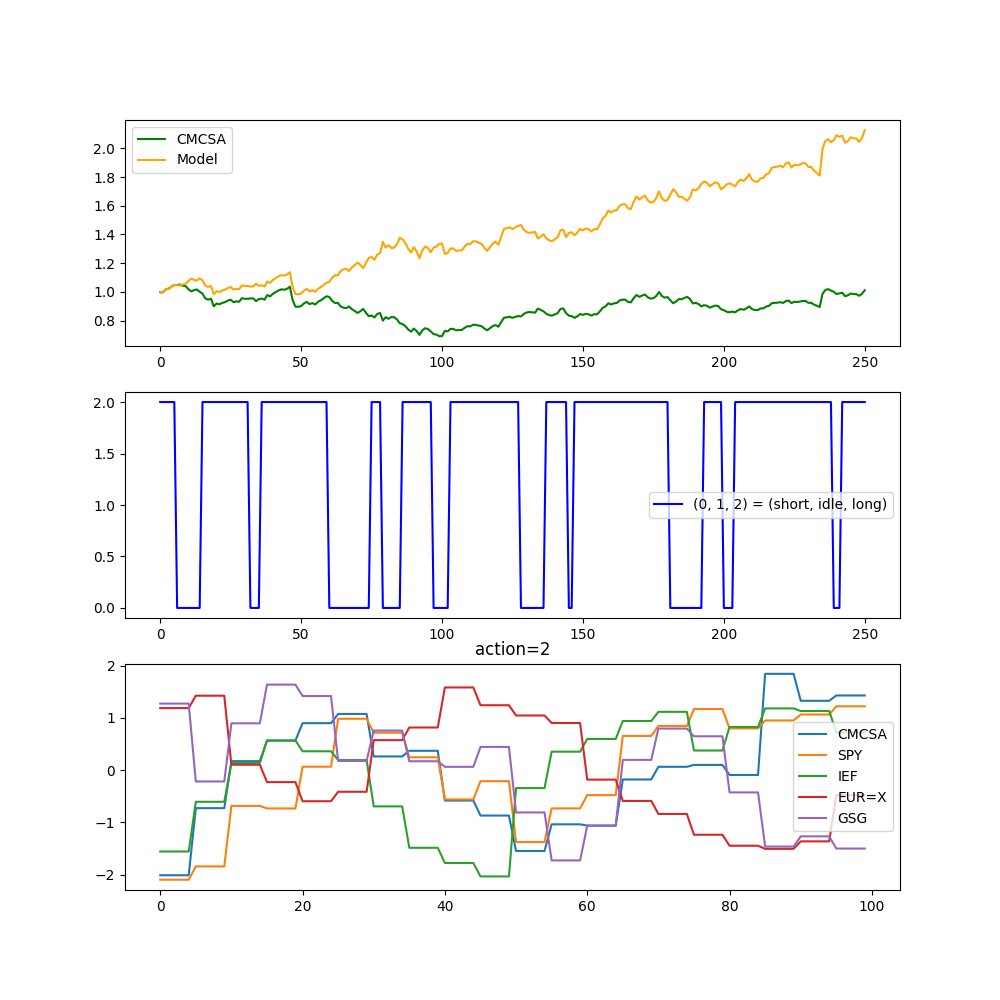 CMCSA
Model
2.0
1.8
1.6
1.4
1.2
1.0
0.8
0 50 100 150 200 250
2.0
1.5
1.0
0.5
0.0
(0, 1, 2) = (short, idle, long)
0 50 100 150 200 250
action=2
2
1
0
−1
−2
CMCSA
SPY
IEF
EUR=X
GSG
0 20 40 60 80 100